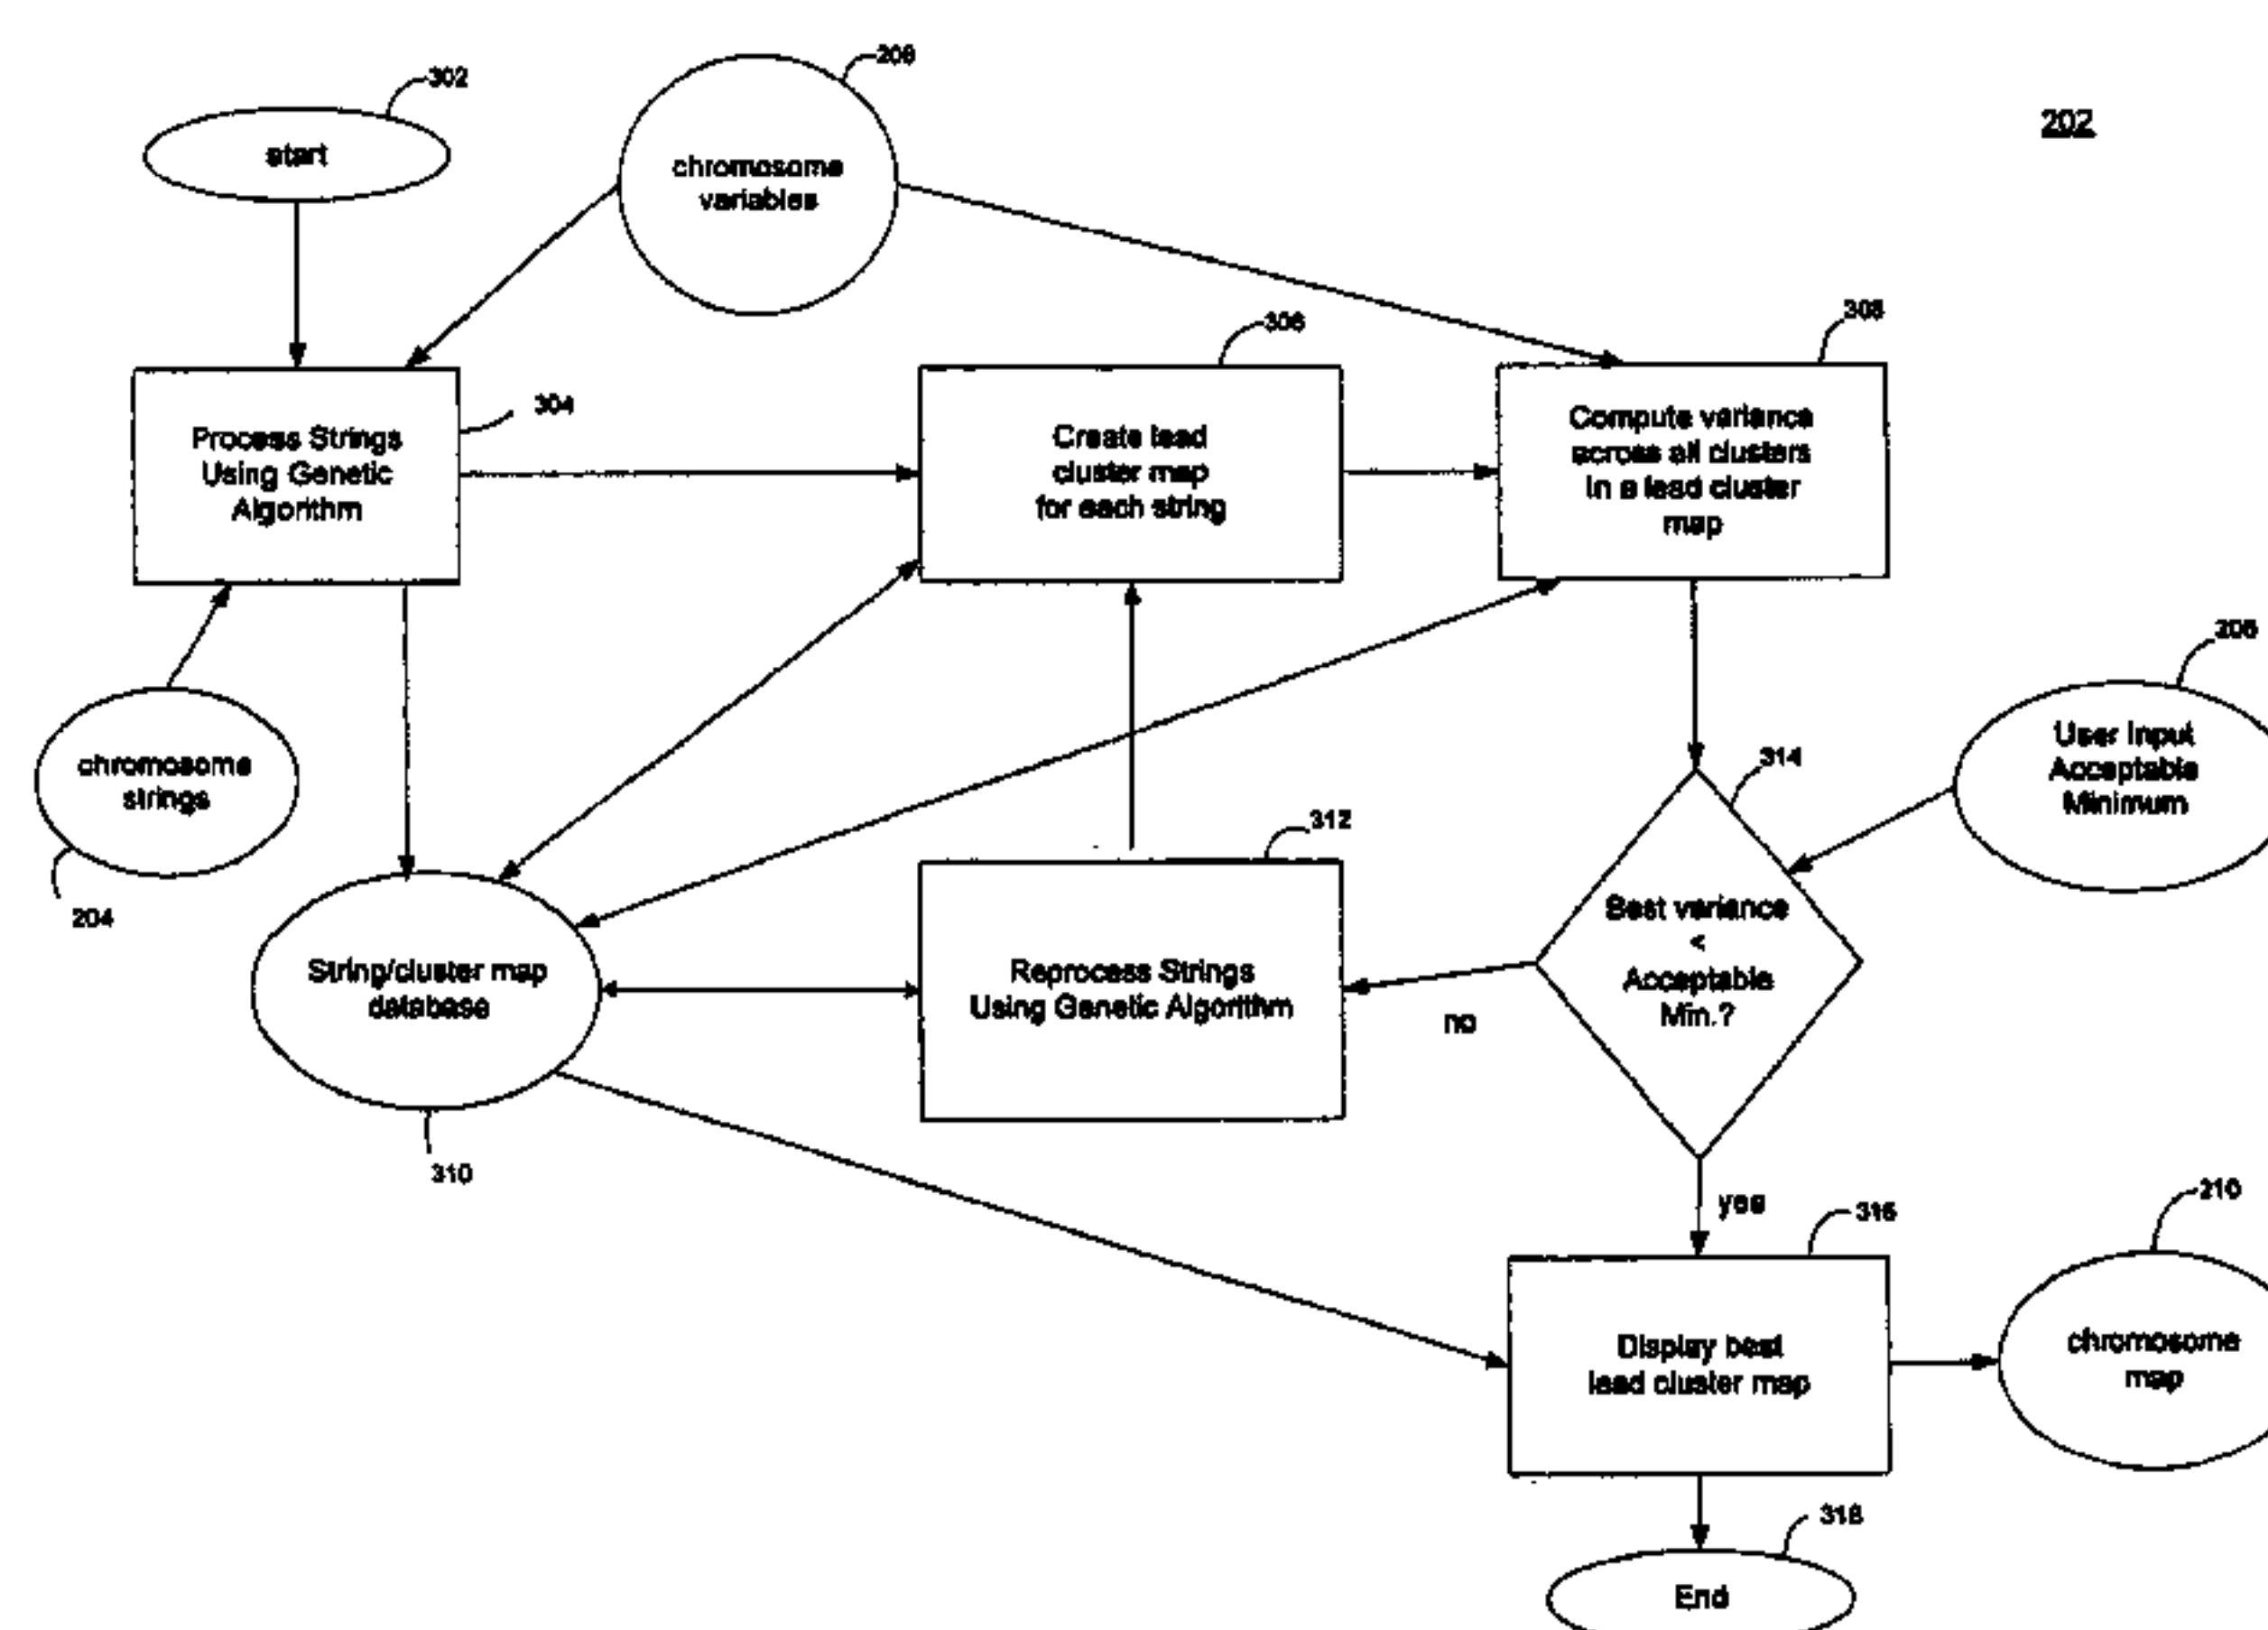 302
202
start
chromosome
variables
306
308
304
Process Strings
Using Genetic
Algorithm
Create lead
cluster map
for each string
Compute variance
across all clusters
in a lead cluster
map
chromosome
strings
204
User Input
Acceptable
Minimum
314
312
Best variance
<
Acceptable
Min.?
String/cluster map
database
310
Reprocess Strings
Using Genetic Algorithm
no
yes
316
210
Display best
lead cluster map
chromosome
map
318
End